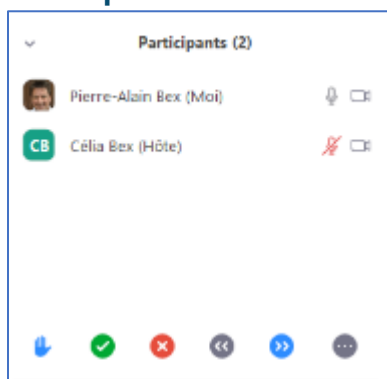 Participants (2)
Pierre-Alain Bex (Moi)
CB Célia Bex (Hôte)